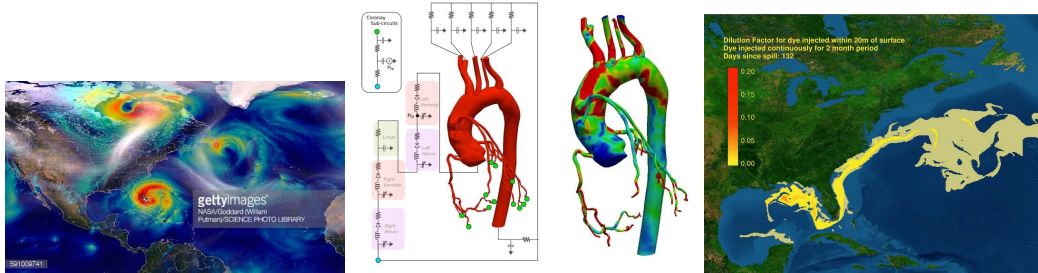 gettyimages®
NASA/Goddard (William
Putman)/SCIENCE PHOTO LIBRARY
591009741
Coronary
Sub-circuits
Left
Ventricle
Lungs
Left
Atrium
Right
Ventricle
Right
Atrium
Dilution Factor for dye injected within 20m of surface
Dye injected continuously for 2 month period
Days since spill: 132
0.20
0.15
0.10
0.05
0.00